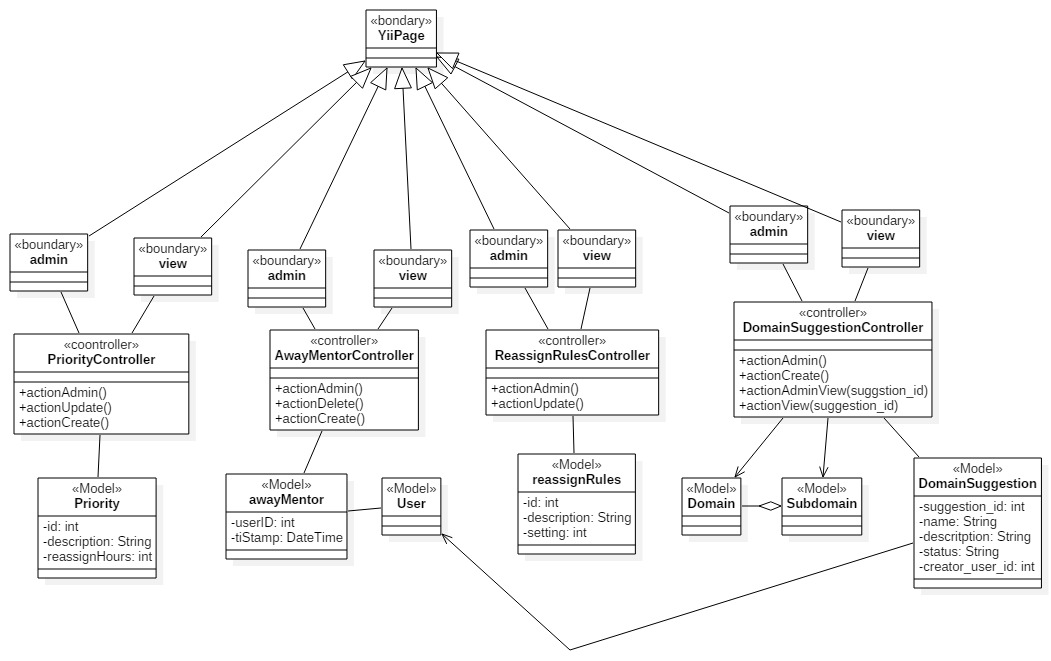 «bondary»
YiiPage
«boundary»
admin
«boundary»
view
«boundary»
admin
«boundary»
view
«boundary»
admin
«boundary»
view
«boundary»
admin
«boundary»
view
«coontroller»
PriorityController
+actionAdmin()
+actionUpdate()
+actionCreate()
«controller»
AwayMentorController
+actionAdmin()
+actionDelete()
+actionCreate()
«controller»
ReassignRulesController
+actionAdmin()
+actionUpdate()
«controller»
DomainSuggestionController
+actionAdmin()
+actionCreate()
+actionAdminView(suggstion_id)
+actionView(suggestion_id)
«Model»
Priority
-id: int
-description: String
-reassignHours: int
«Model»
awayMentor
-userID: int
-tiStamp: DateTime
«Model»
User
«Model»
reassignRules
-id: int
-description: String
-setting: int
«Model»
Domain
«Model»
Subdomain
«Model»
DomainSuggestion
-suggestion_id: int
-name: String
-descritption: String
-status: String
-creator_user_id: int